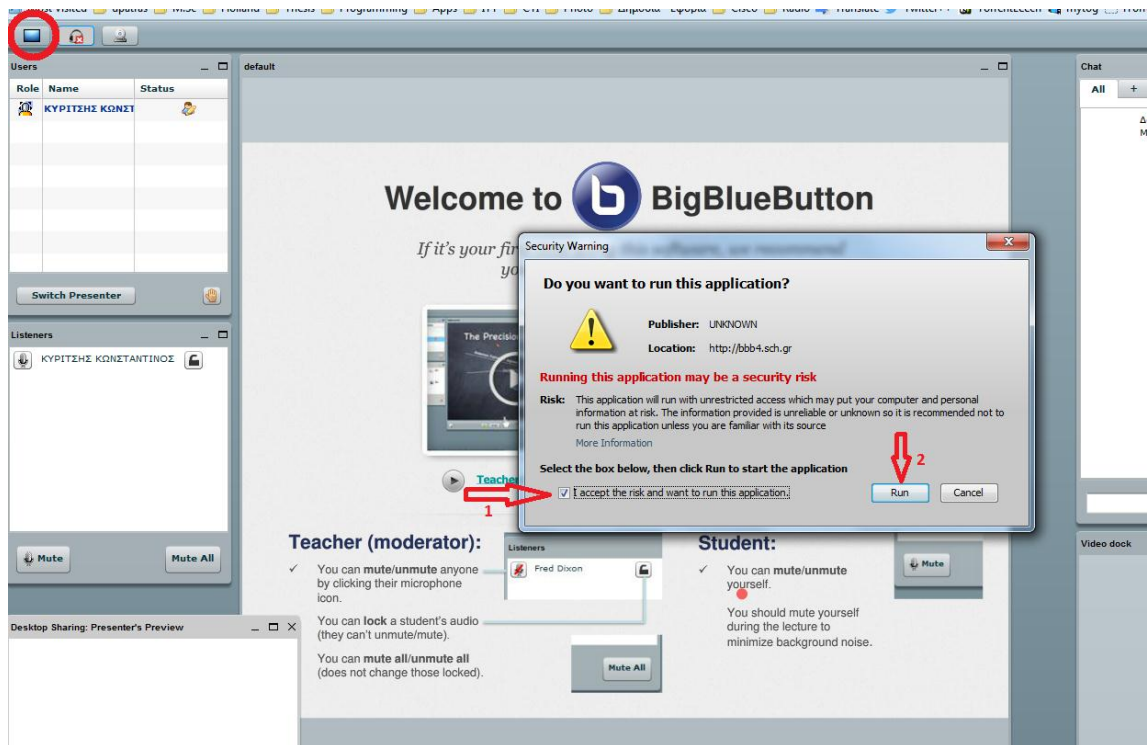 Users
Role Name Status
ΚΥΡΙΤΣΗΣ ΚΩΝΣΤ
Switch Presenter
Listeners
ΚΥΡΙΤΣΗΣ ΚΩΝΣΤΑΝΤΙΝΟΣ
Mute Mute All
Desktop Sharing: Presenter's Preview
default
Welcome to b BigBlueButton
If it's your fir
yo
The Precisio
Teache
Security Warning
Do you want to run this application?
Publisher: UNKNOWN
Location: http://bbb4.sch.gr
Running this application may be a security risk
Risk: This application will run with unrestricted access which may put your computer and personal
information at risk. The information provided is unreliable or unknown so it is recommended not to
run this application unless you are familiar with its source
More Information
Select the box below, then click Run to start the application
I accept the risk and want to run this application.
Run Cancel
1
2
Teacher (moderator):
You can mute/unmute anyone
by clicking their microphone
icon.
You can lock a student's audio
(they can't unmute/mute).
You can mute all/unmute all
(does not change those locked).
Listeners
Fred Dixon
Mute All
Student:
You can mute/unmute
yourself.
You should mute yourself
during the lecture to
minimize background noise.
Mute
Chat
All +
Video dock